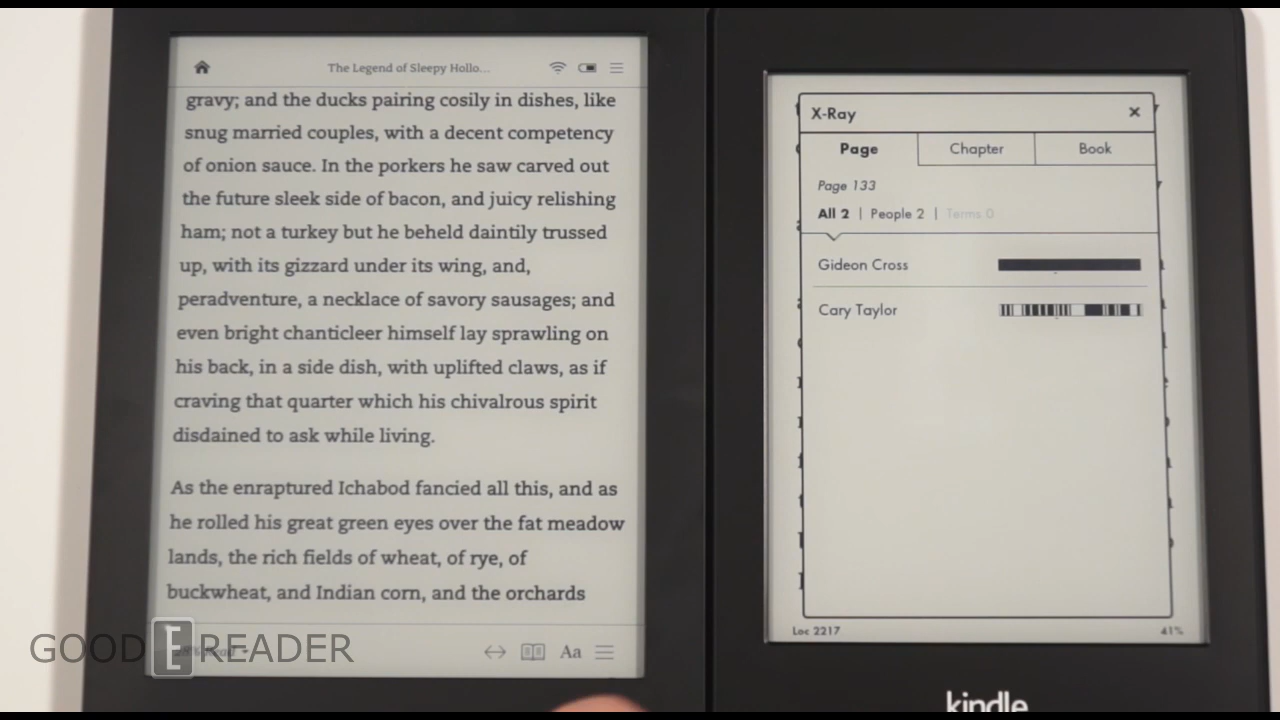 The Legend of Sleepy Hollo...
gravy; and the ducks pairing cosily in dishes, like
snug married couples, with a decent competency
of onion sauce. In the porkers he saw carved out
the future sleek side of bacon, and juicy relishing
ham; not a turkey but he beheld daintily trussed
up, with its gizzard under its wing, and,
peradventure, a necklace of savory sausages; and
even bright chanticleer himself lay sprawling on
his back, in a side dish, with uplifted claws, as if
craving that quarter which his chivalrous spirit
disdained to ask while living.
As the enraptured Ichabod fancied all this, and as
he rolled his great green eyes over the fat meadow
lands, the rich fields of wheat, of rye, of
buckwheat, and Indian corn, and the orchards
Aa
GOOD E READER
X-Ray
Page Chapter Book
Page 133
All 2 | People 2 | Terms 0
Gideon Cross
Cary Taylor
Loc 2217 41%
kindle